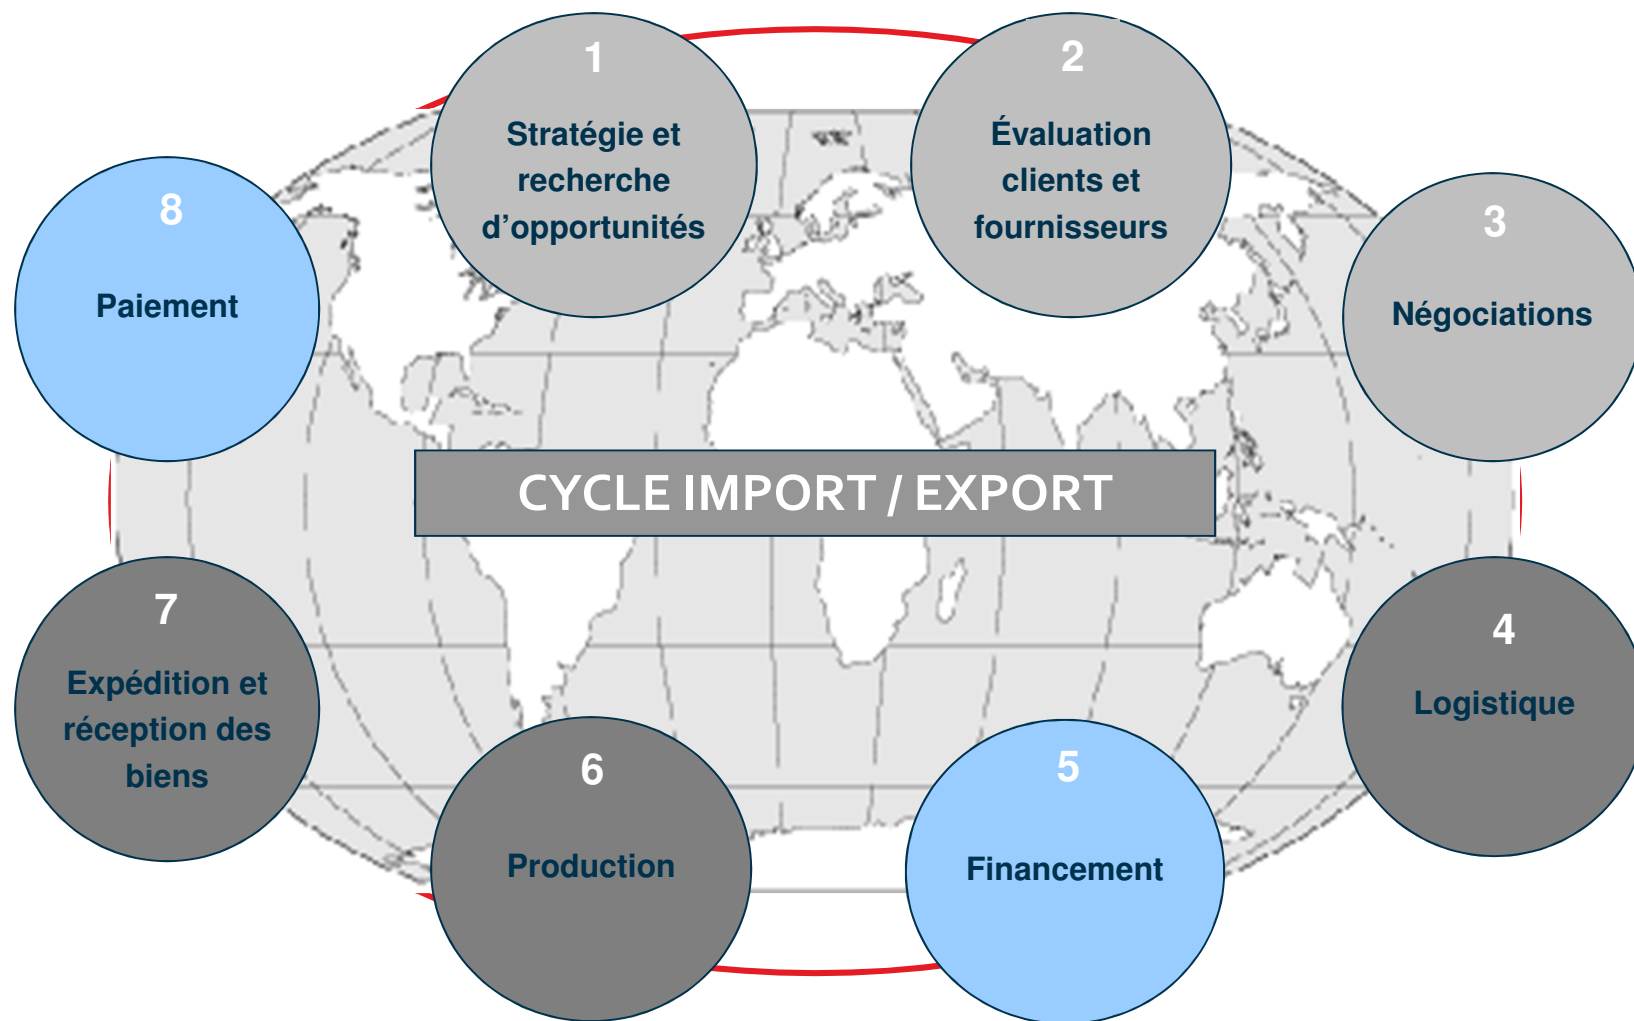 1
Stratégie et
recherche
d’opportunités
2
Évaluation
clients et
fournisseurs
3
Négociations
4
Logistique
5
Financement
6
Production
7
Expédition et
réception des
biens
8
Paiement
CYCLE IMPORT / EXPORT